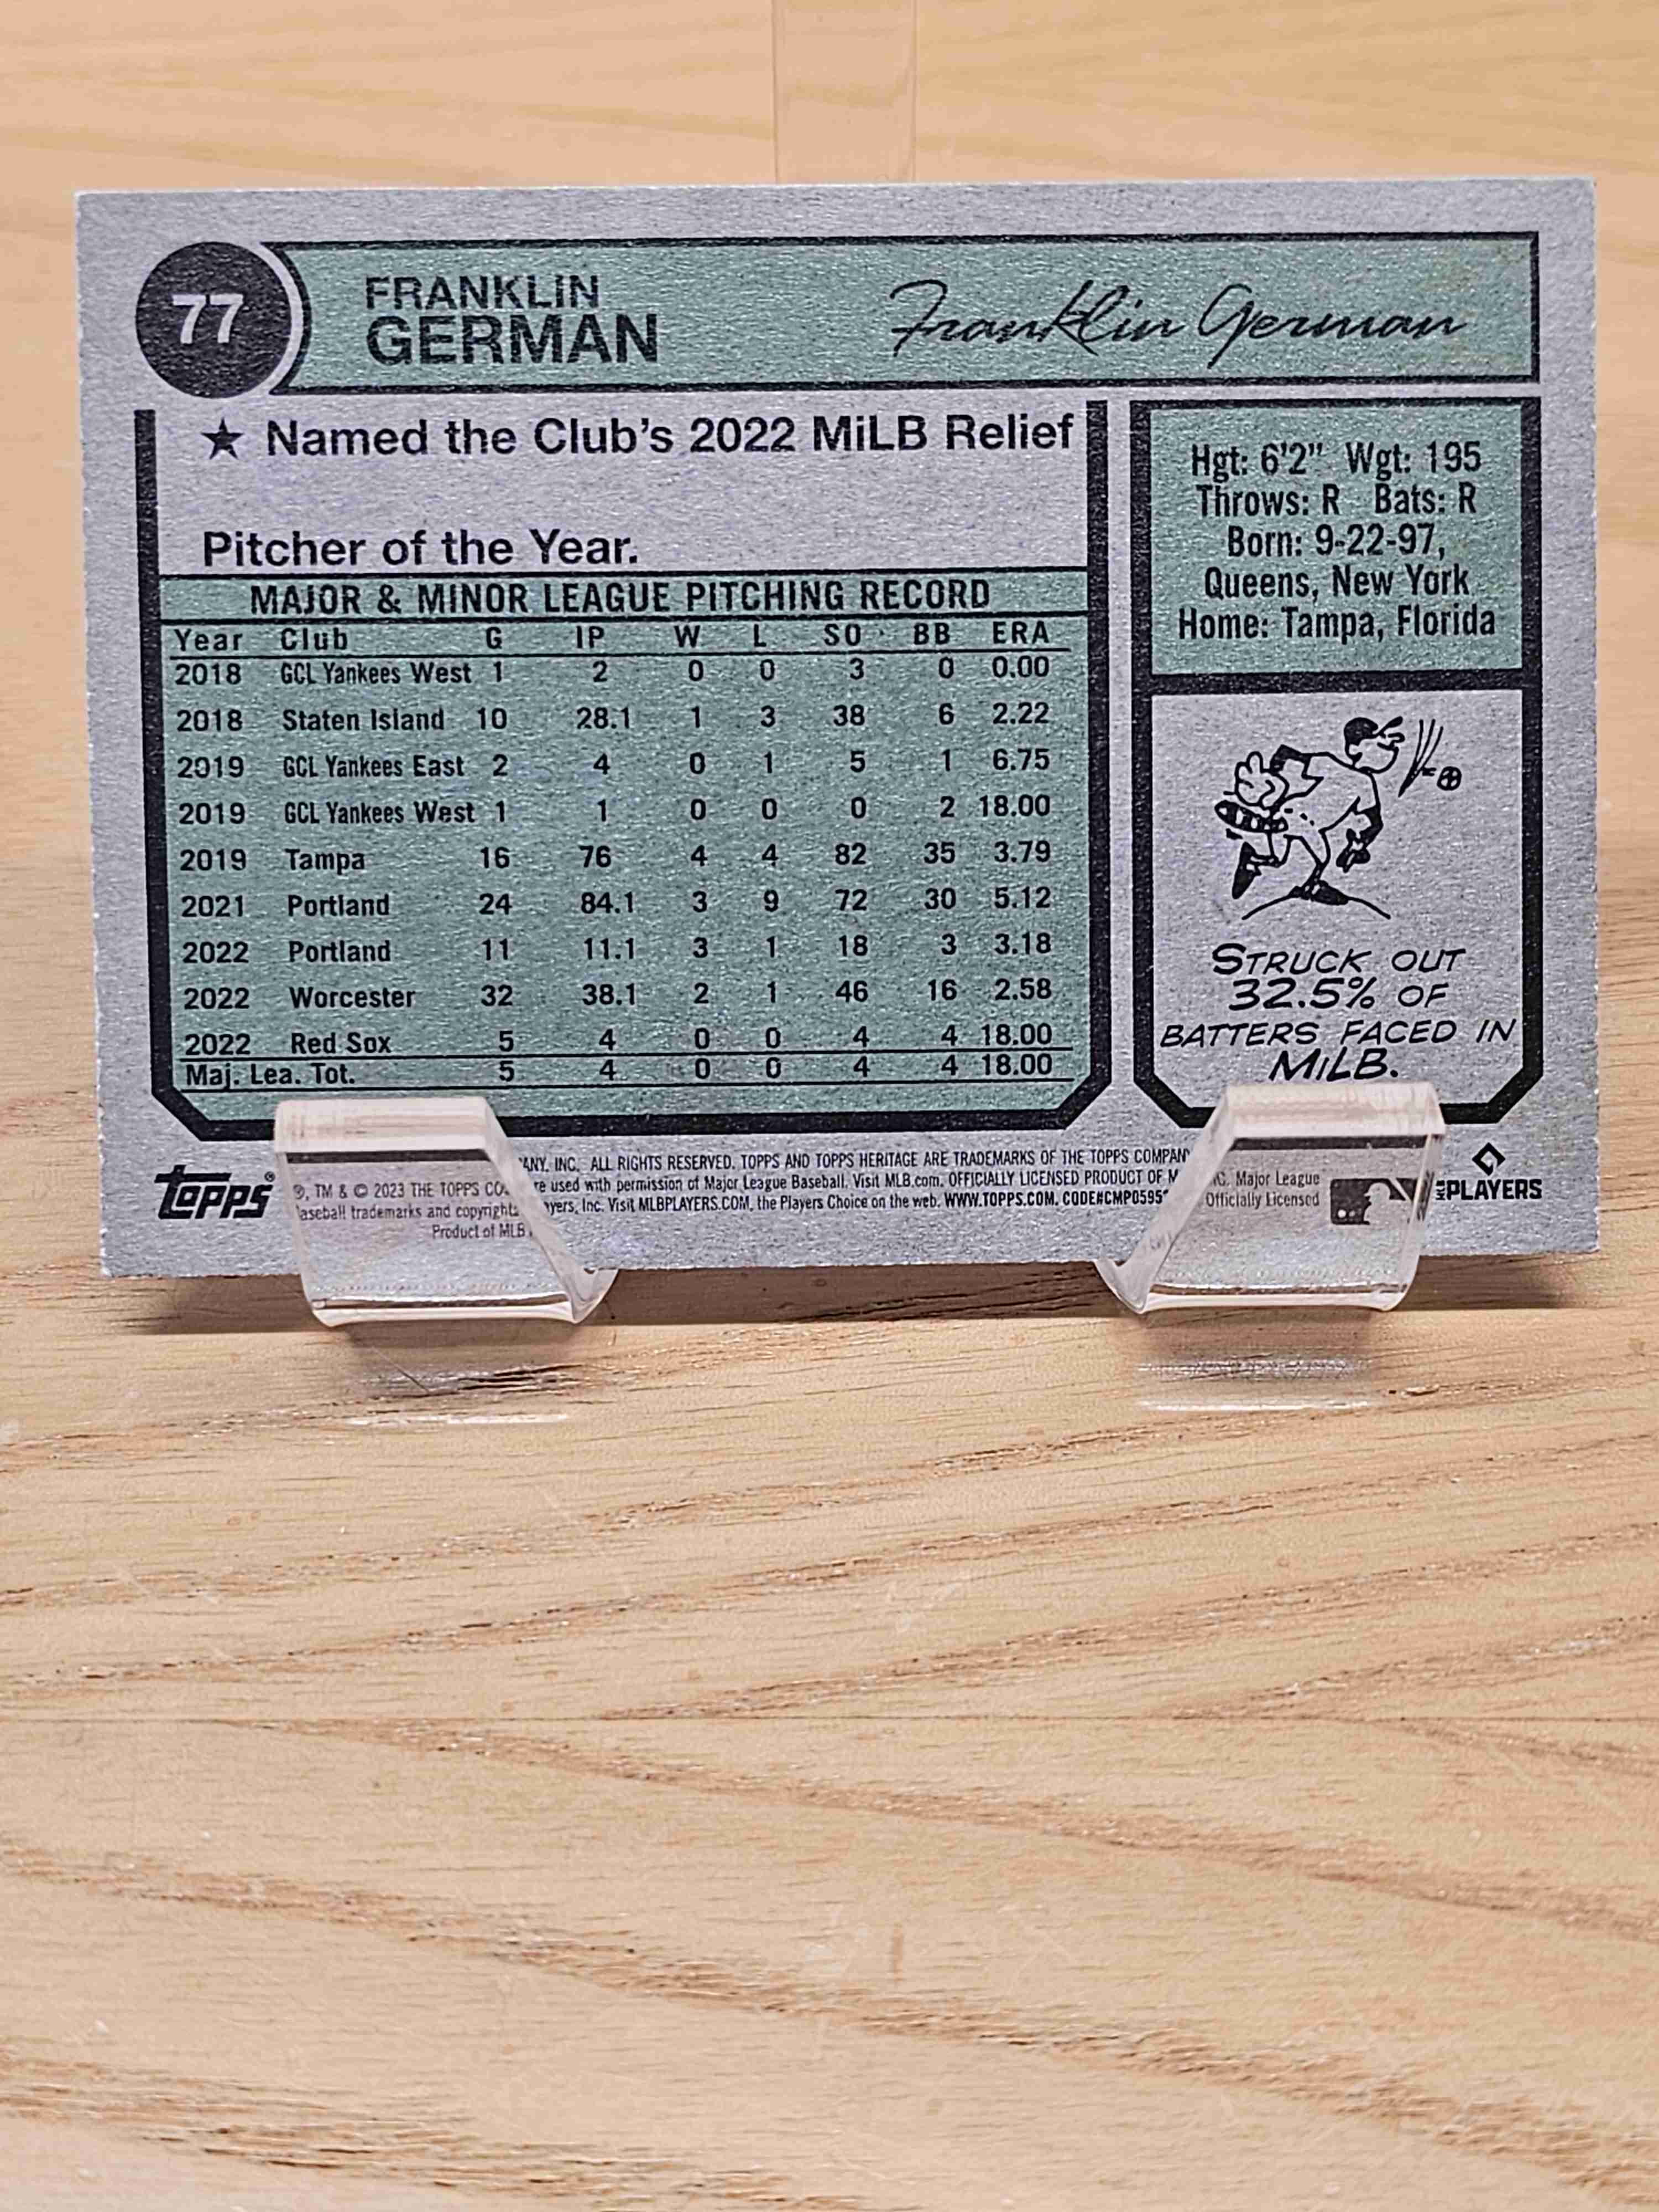 77
FRANKLIN
GERMAN
Franklin German
★ Named the Club's 2022 MiLB Relief
Pitcher of the Year.
MAJOR & MINOR LEAGUE PITCHING RECORD
Year Club G IP W L SO BB ERA
2018 GCL Yankees West 1 2 0 0 3 0 0.00
2018 Staten Island 10 28.1 1 3 38 6 2.22
2019 GCL Yankees East 2 4 0 1 5 1 6.75
2019 GCL Yankees West 1 1 0 0 0 2 18.00
2019 Tampa 16 76 4 4 82 35 3.79
2021 Portland 24 84.1 3 9 72 30 5.12
2022 Portland 11 11.1 3 1 18 3 3.18
2022 Worcester 32 38.1 2 1 46 16 2.58
2022 Red Sox 5 4 0 0 4 4 18.00
Maj. Lea. Tot. 5 4 0 0 4 4 18.00
Hgt: 6'2" Wgt: 195
Throws: R Bats: R
Born: 9-22-97,
Queens, New York
Home: Tampa, Florida
STRUCK OUT
32.5% OF
BATTERS FACED IN
MiLB.
topps®
®, TM & © 2023 THE TOPPS INC. ALL RIGHTS RESERVED. TOPPS AND TOPPS HERITAGE ARE TRADEMARKS OF THE TOPPS
trademarks and used with permission of Major League Baseball. Visit MLB.com. OFFICIALLY LICENSED PRODUCT OF
Product of MLB Inc. Visit MLBPLAYERS.COM, the Players Choice on the web. WWW.TOPPS.COM. CODE#CMP0595
Major League
Officially Licensed
MLB PLAYERS